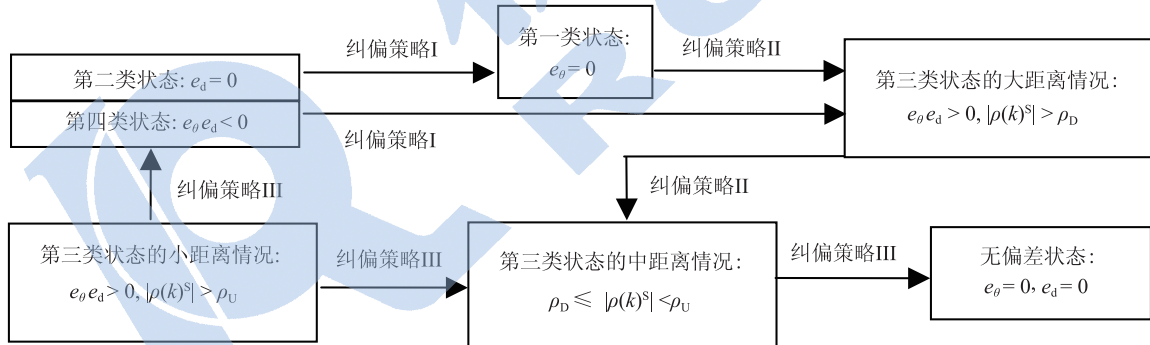 第一类状态:
e_θ = 0
纠偏策略I
纠偏策略II
第二类状态: e_d = 0
第四类状态: e_θ e_d < 0
纠偏策略I
第三类状态的大距离情况:
e_θ e_d > 0, |ρ(k)^S| > ρ_D
纠偏策略III
纠偏策略II
第三类状态的小距离情况:
e_θ e_d > 0, |ρ(k)^S| > ρ_U
纠偏策略III
第三类状态的中距离情况:
ρ_D ≤ |ρ(k)^S| < ρ_U
纠偏策略III
无偏差状态:
e_θ = 0, e_d = 0